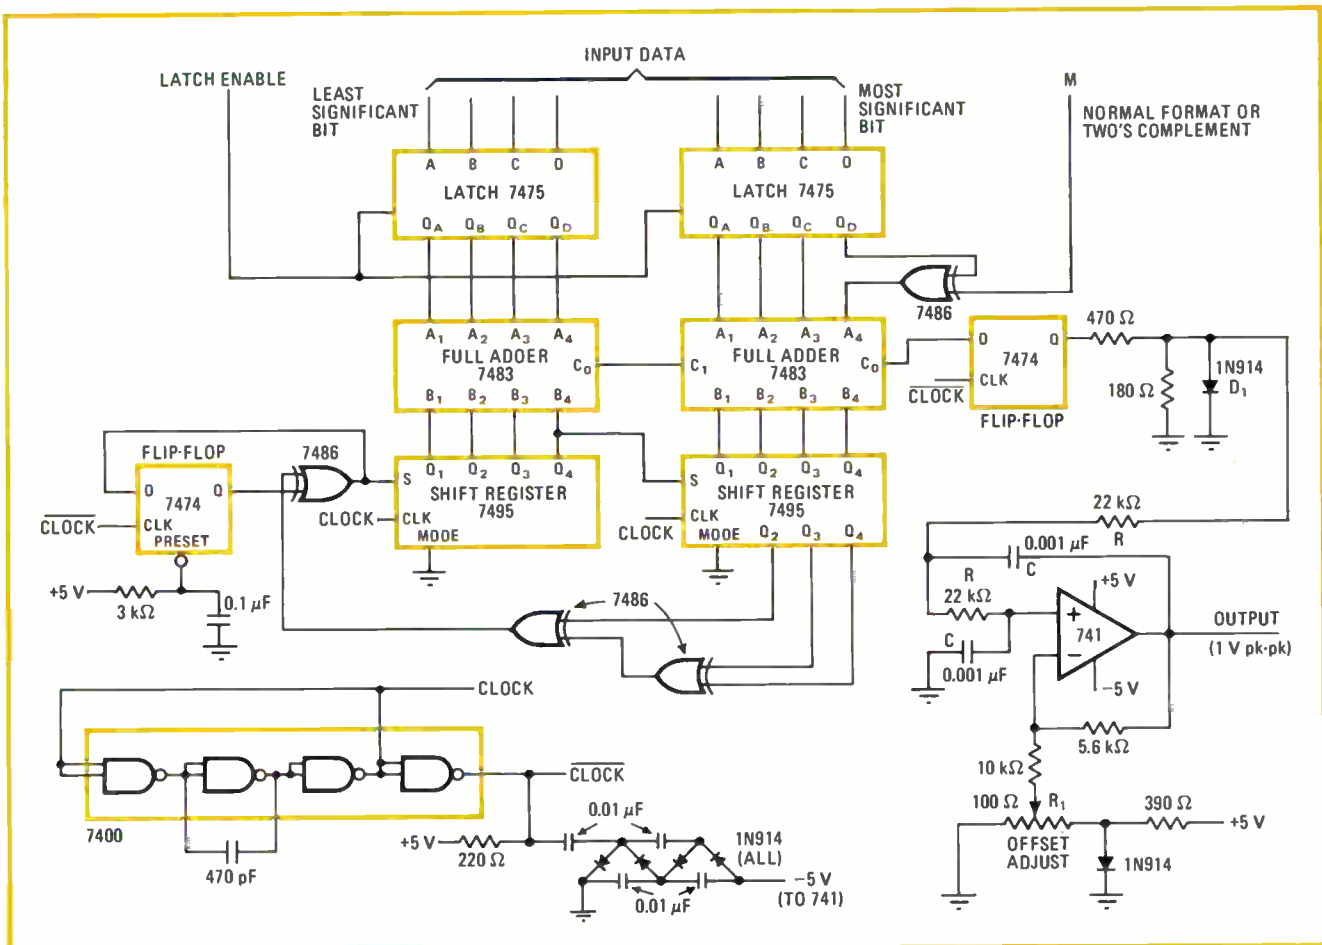 INPUT DATA
LATCH ENABLE
LEAST
SIGNIFICANT
BIT
MOST
SIGNIFICANT
BIT
M
NORMAL FORMAT OR
TWO'S COMPLEMENT
A B C D
LATCH 7475
QA QB QC QD
A B C D
LATCH 7475
QA QB QC QD
7486
A1 A2 A3 A4
FULL ADDER
7483
C0
B1 B2 B3 B4
A1 A2 A3 A4
C1
FULL ADDER
7483
C0
B1 B2 B3 B4
D Q
7474
CLK
CLOCK
FLIP-FLOP
470 Ω
180 Ω
1N914
D1
FLIP-FLOP
D Q
7474
CLK
PRESET
CLOCK
7486
+5 V
3 kΩ
0.1 µF
Q1 Q2 Q3 Q4
S
SHIFT REGISTER
7495
CLOCK
CLK
MODE
Q1 Q2 Q3 Q4
S
SHIFT REGISTER
7495
CLK
CLOCK
MODE Q2 Q3 Q4
7486
22 kΩ
R
0.001 µF
C
R
22 kΩ
C
0.001 µF
+5 V
+
741
−
−5 V
OUTPUT
(1 V pk-pk)
5.6 kΩ
10 kΩ
100 Ω R1
OFFSET
ADJUST
390 Ω
+5 V
1N914
CLOCK
CLOCK
7400
470 pF
+5 V
220 Ω
0.01 µF
1N914
(ALL)
0.01 µF
−5 V
(TO 741)